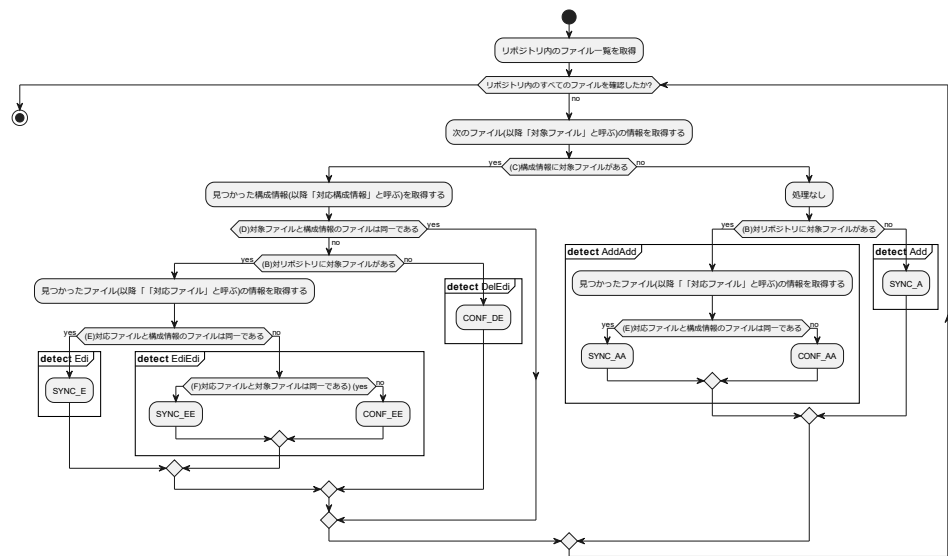 リポジトリ内のファイル一覧を取得
リポジトリ内のすべてのファイルを確認したか?
no
次のファイル(以降「対象ファイル」と呼ぶ)の情報を取得する
yes
(C)構成情報に対象ファイルがある
no
見つかった構成情報(以降「対応構成情報」と呼ぶ)を取得する
処理なし
(D)対象ファイルと構成情報のファイルは同一である
yes
no
yes
(B)対リポジトリに対象ファイルがある
no
yes
(B)対リポジトリに対象ファイルがある
no
detect AddAdd
detect Add
見つかったファイル(以降「「対応ファイル」と呼ぶ)の情報を取得する
detect DelEdi
CONF_DE
見つかったファイル(以降「「対応ファイル」と呼ぶ)の情報を取得する
SYNC_A
yes
(E)対応ファイルと構成情報のファイルは同一である
no
yes
(E)対応ファイルと構成情報のファイルは同一である
no
detect Edi
SYNC_E
detect EdiEdi
(F)対応ファイルと対象ファイルは同一である) (yes
no
SYNC_EE
CONF_EE
SYNC_AA
CONF_AA